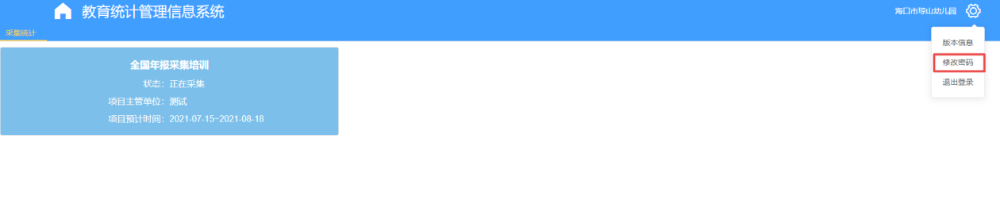 教育统计管理信息系统
海口市琼山幼儿园
采集统计
版本信息
修改密码
退出登录
全国年报采集培训
状态：正在采集
项目主管单位：测试
项目预计时间：2021-07-15~2021-08-18